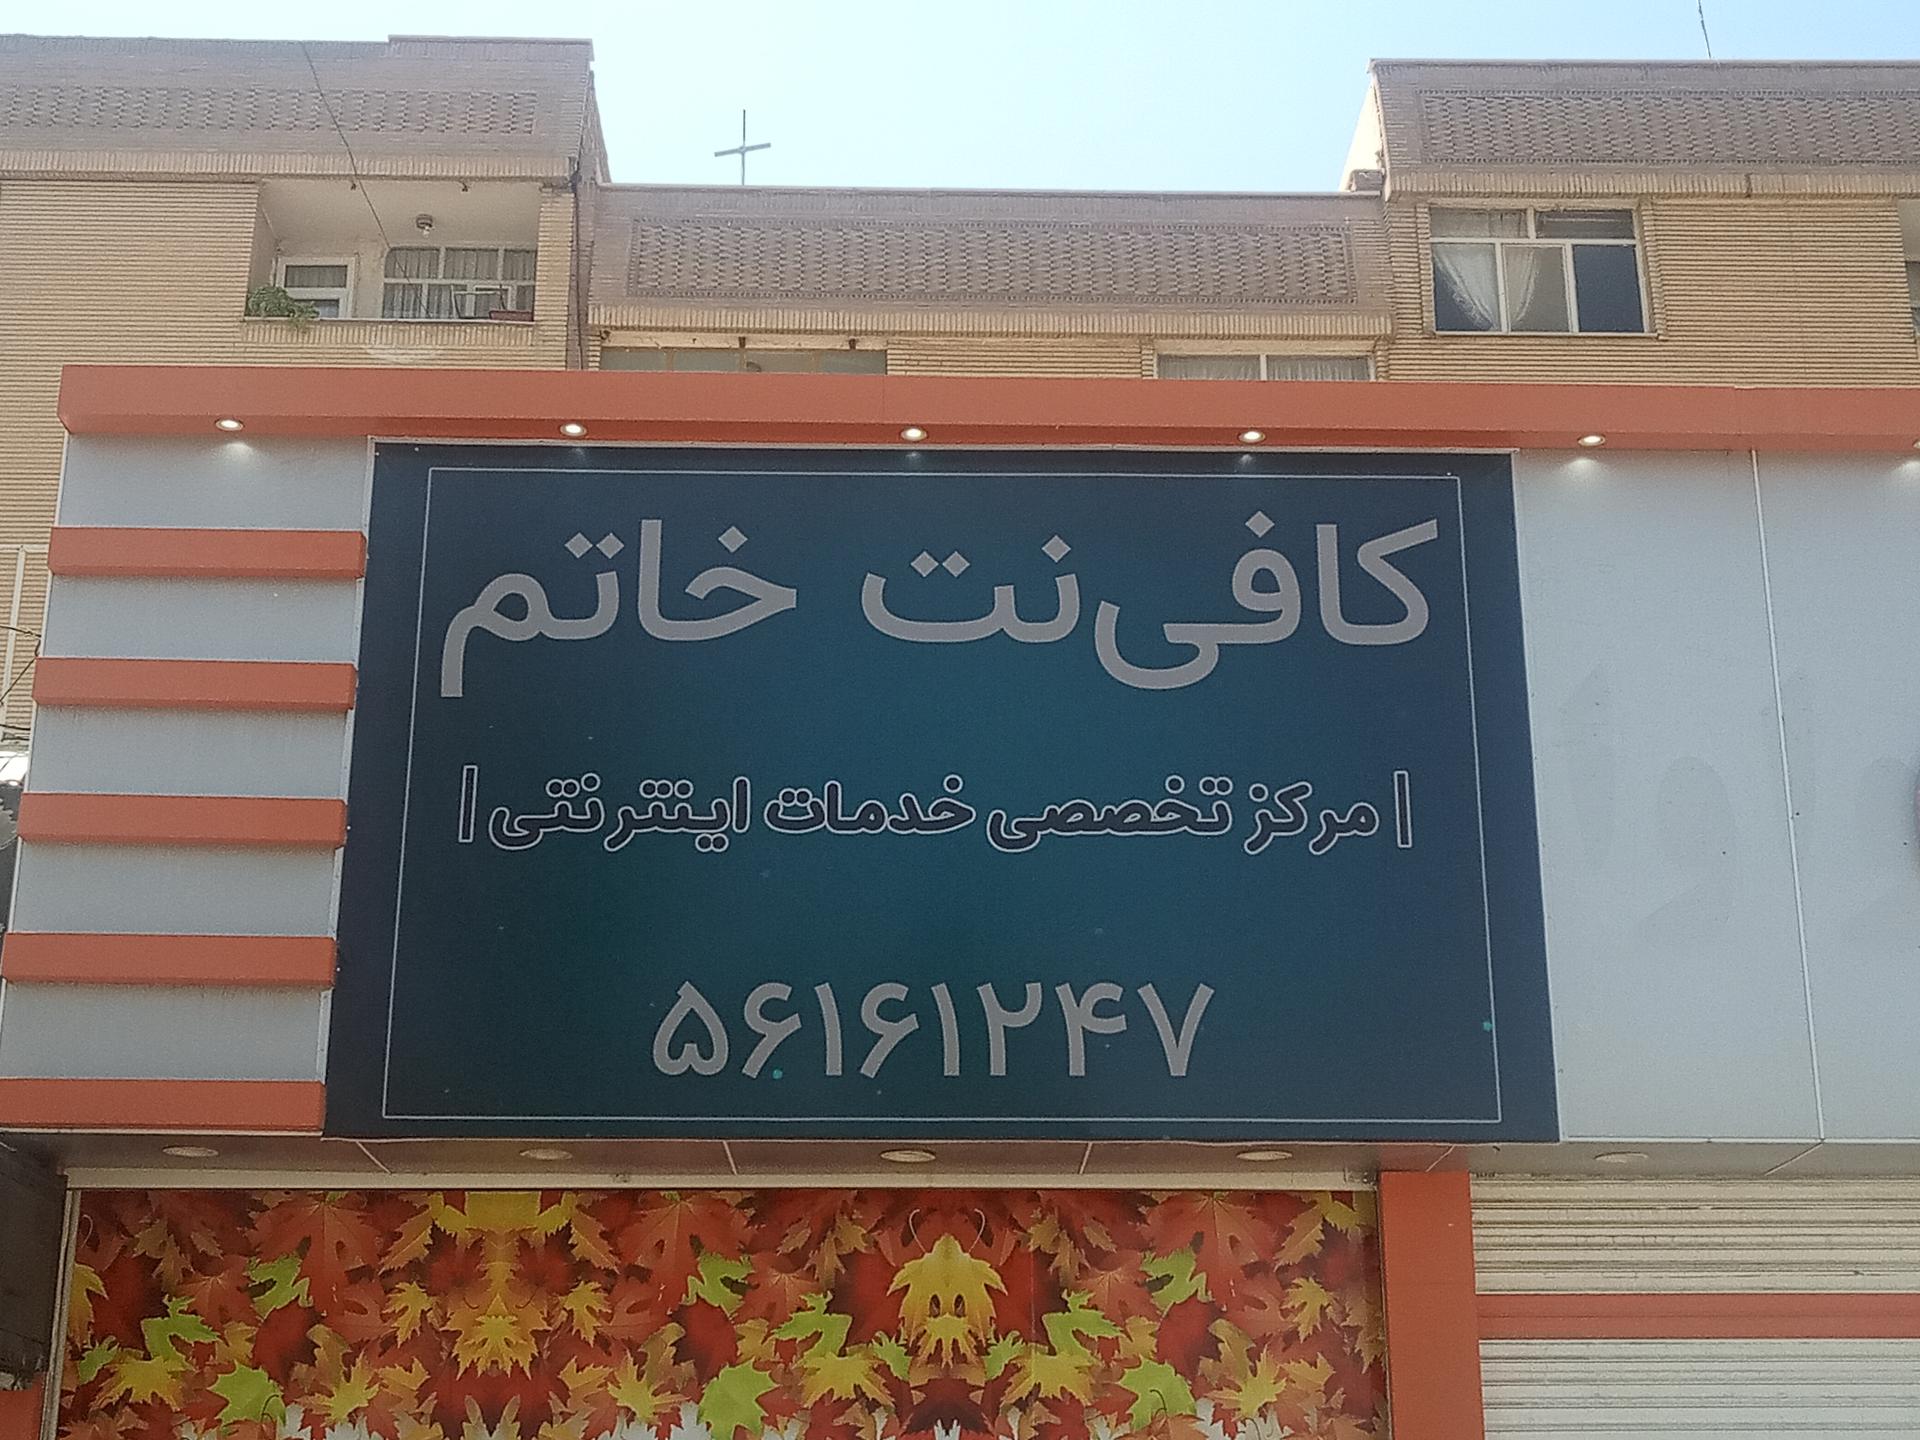 کافی‌نت خاتم
| مرکز تخصصی خدمات اینترنتی |
۵۶۱۶۱۲۴۷